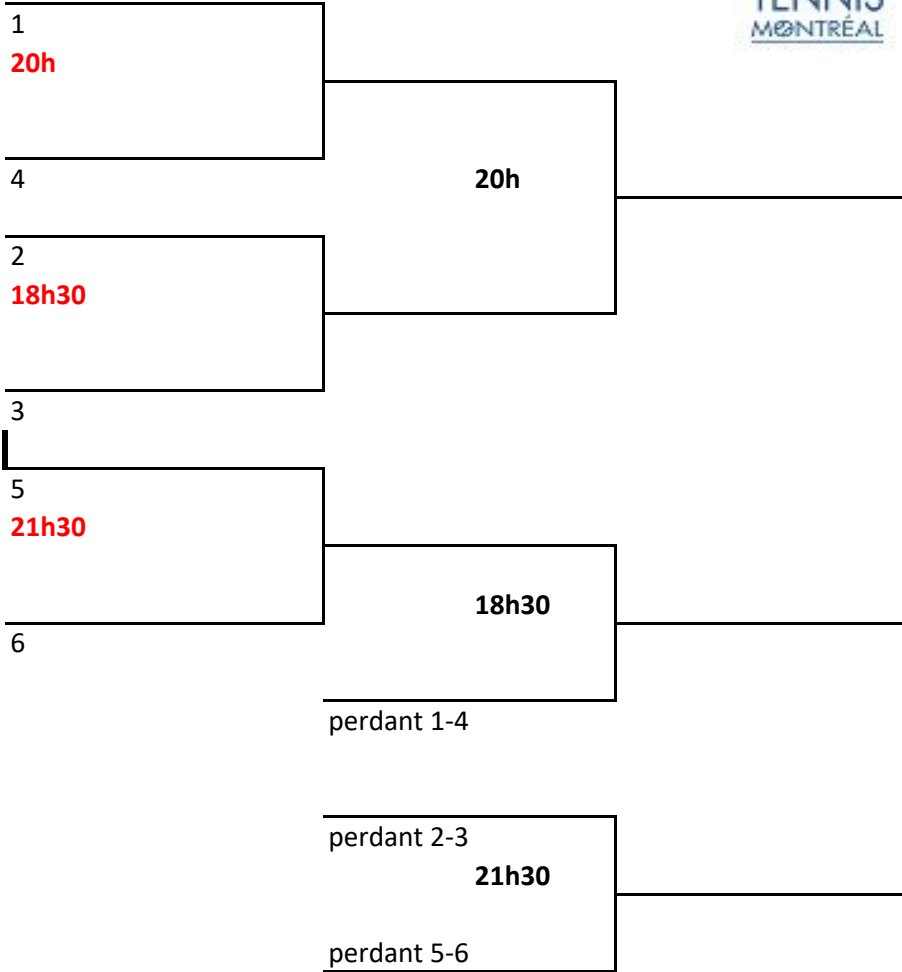 TENNIS
MONTRÉAL
1
20h
4
20h
2
18h30
3
5
21h30
18h30
6
perdant 1-4
perdant 2-3
21h30
perdant 5-6